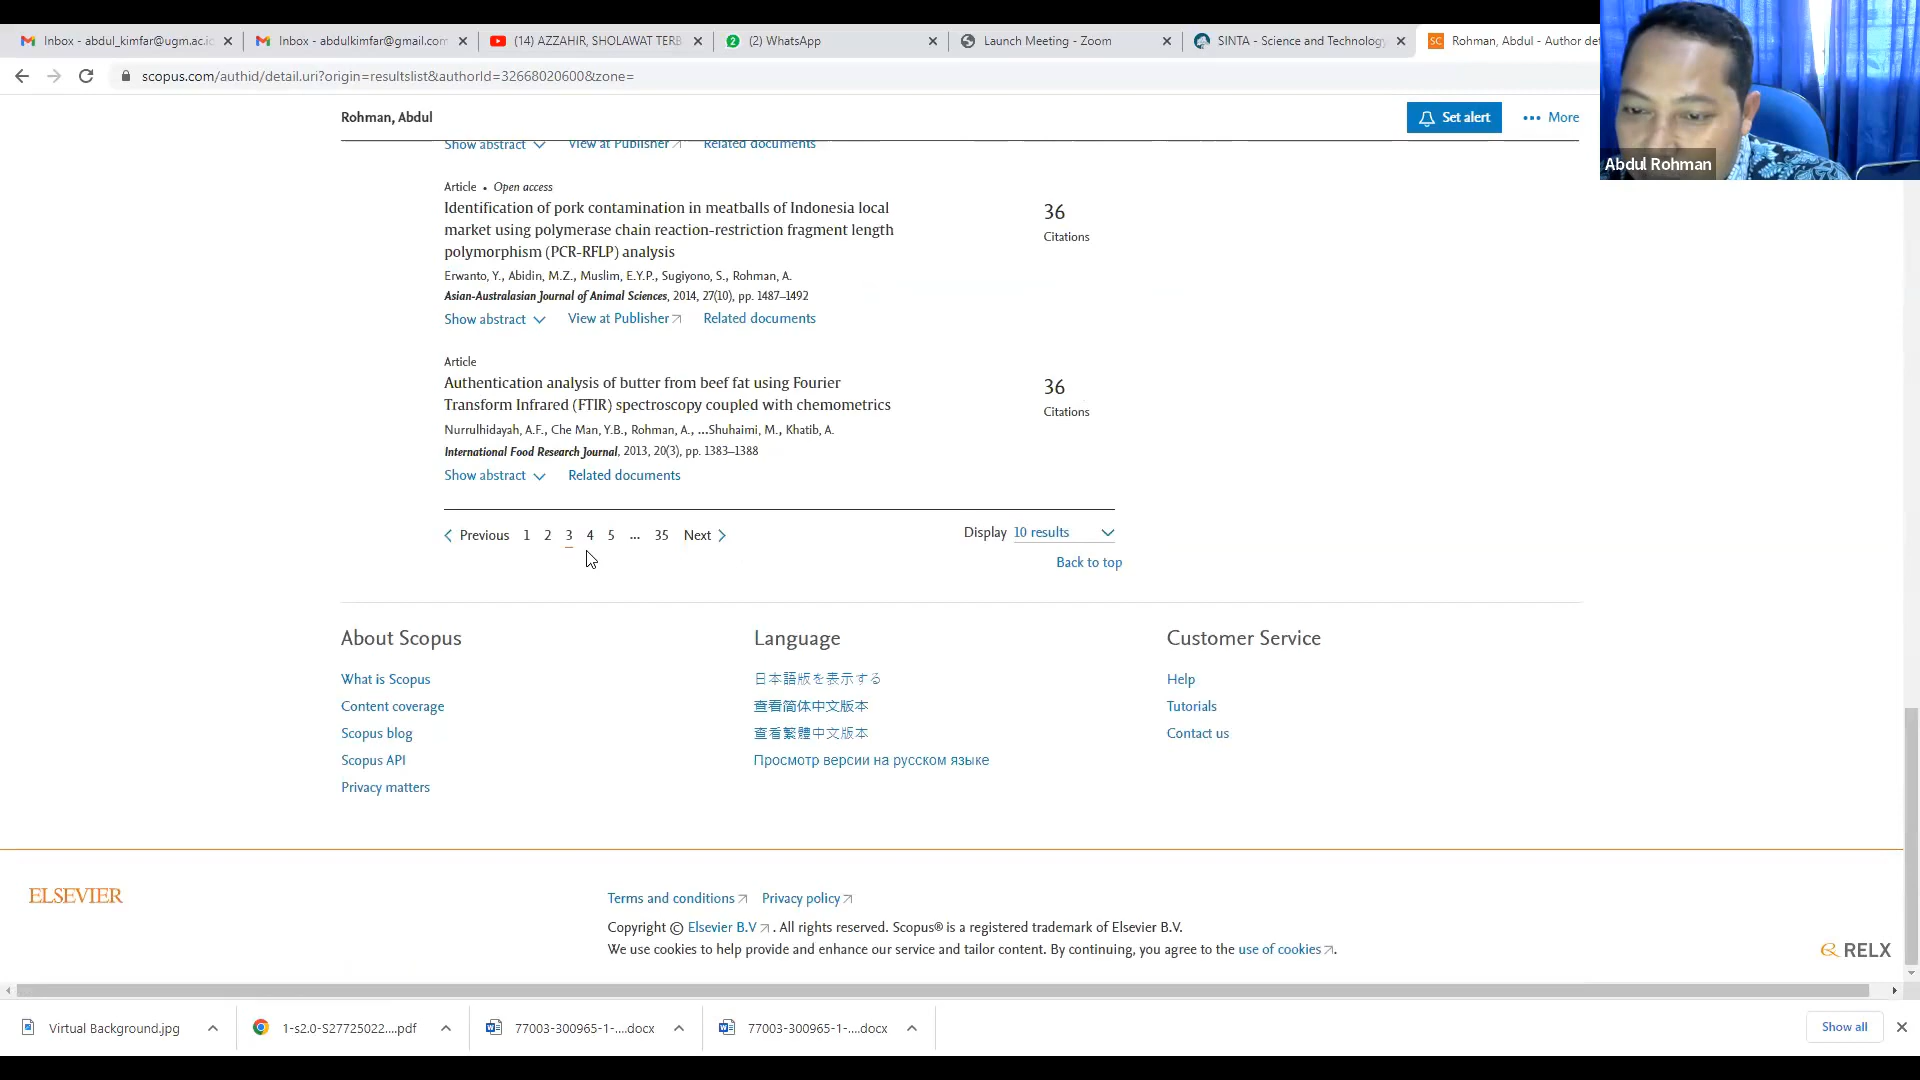 Inbox - abdul_kimfar@ugm.ac.i
Inbox - abdulkimfar@gmail.com
(14) AZZAHIR, SHOLAWAT TERB
(2) WhatsApp
Launch Meeting - Zoom
SINTA - Science and Technology
SC Rohman, Abdul - Author det
scopus.com/authid/detail.uri?origin=resultslist&authorId=32668020600&zone=
Abdul Rohman
Rohman, Abdul
Set alert
More
Show abstract View at Publisher Related documents
Article • Open access
Identification of pork contamination in meatballs of Indonesia local
market using polymerase chain reaction-restriction fragment length
polymorphism (PCR-RFLP) analysis
36
Citations
Erwanto, Y., Abidin, M.Z., Muslim, E.Y.P., Sugiyono, S., Rohman, A.
Asian-Australasian Journal of Animal Sciences, 2014, 27(10), pp. 1487–1492
Show abstract View at Publisher Related documents
Article
Authentication analysis of butter from beef fat using Fourier
Transform Infrared (FTIR) spectroscopy coupled with chemometrics
36
Citations
Nurrulhidayah, A.F., Che Man, Y.B., Rohman, A., ...Shuhaimi, M., Khatib, A.
International Food Research Journal, 2013, 20(3), pp. 1383–1388
Show abstract Related documents
Previous 1 2 3 4 5 ... 35 Next
Display 10 results
Back to top
About Scopus
What is Scopus
Content coverage
Scopus blog
Scopus API
Privacy matters
Language
日本語版を表示する
查看简体中文版本
查看繁體中文版本
Просмотр версии на русском языке
Customer Service
Help
Tutorials
Contact us
ELSEVIER
Terms and conditions Privacy policy
Copyright © Elsevier B.V . All rights reserved. Scopus® is a registered trademark of Elsevier B.V.
We use cookies to help provide and enhance our service and tailor content. By continuing, you agree to the use of cookies.
RELX
Virtual Background.jpg
1-s2.0-S27725022....pdf
77003-300965-1-....docx
77003-300965-1-....docx
Show all